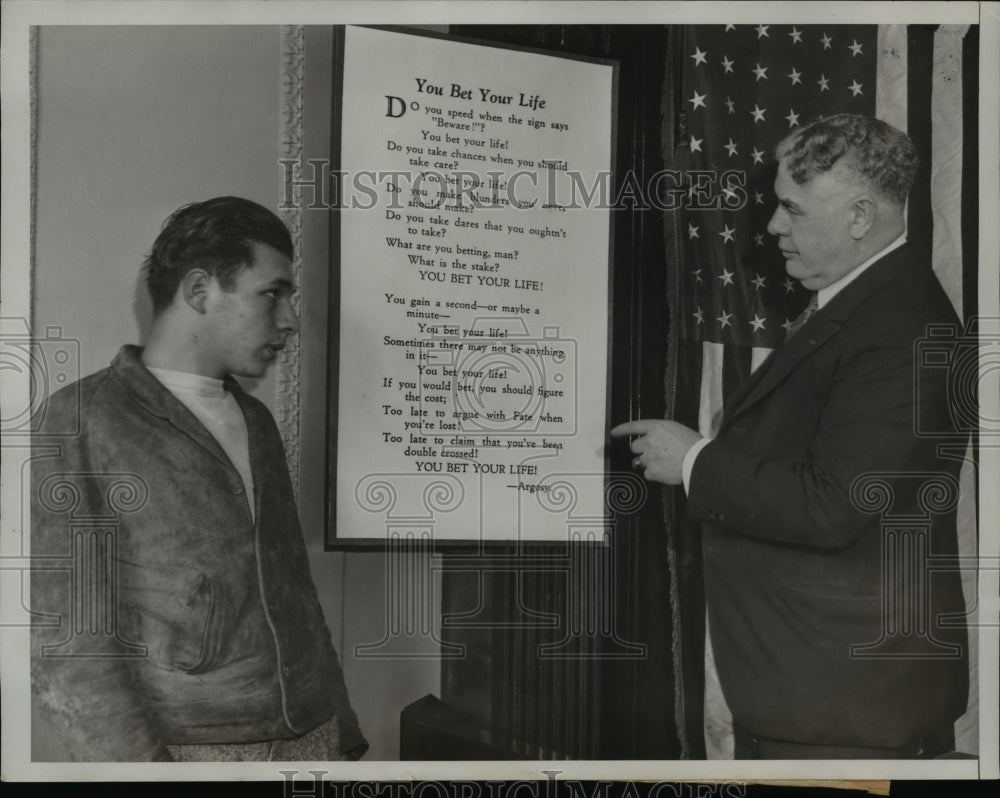 You Bet Your Life
Do you speed when the sign says
"Beware!"?
You bet your life!
Do you take chances when you should
take care?
You bet your life!
Do you make blunders you never
should make?
Do you take dares that you oughtn't
to take?
What are you betting, man?
What is the stake?
YOU BET YOUR LIFE!
You gain a second—or maybe a
minute—
You bet your life!
Sometimes there may not be anything
in it—
You bet your life!
If you would bet, you should figure
the cost;
Too late to argue with Fate when
you're lost!
Too late to claim that you've been
double crossed!
YOU BET YOUR LIFE!
—Argosy.
HISTORIC IMAGES
HISTORIC IMAGES